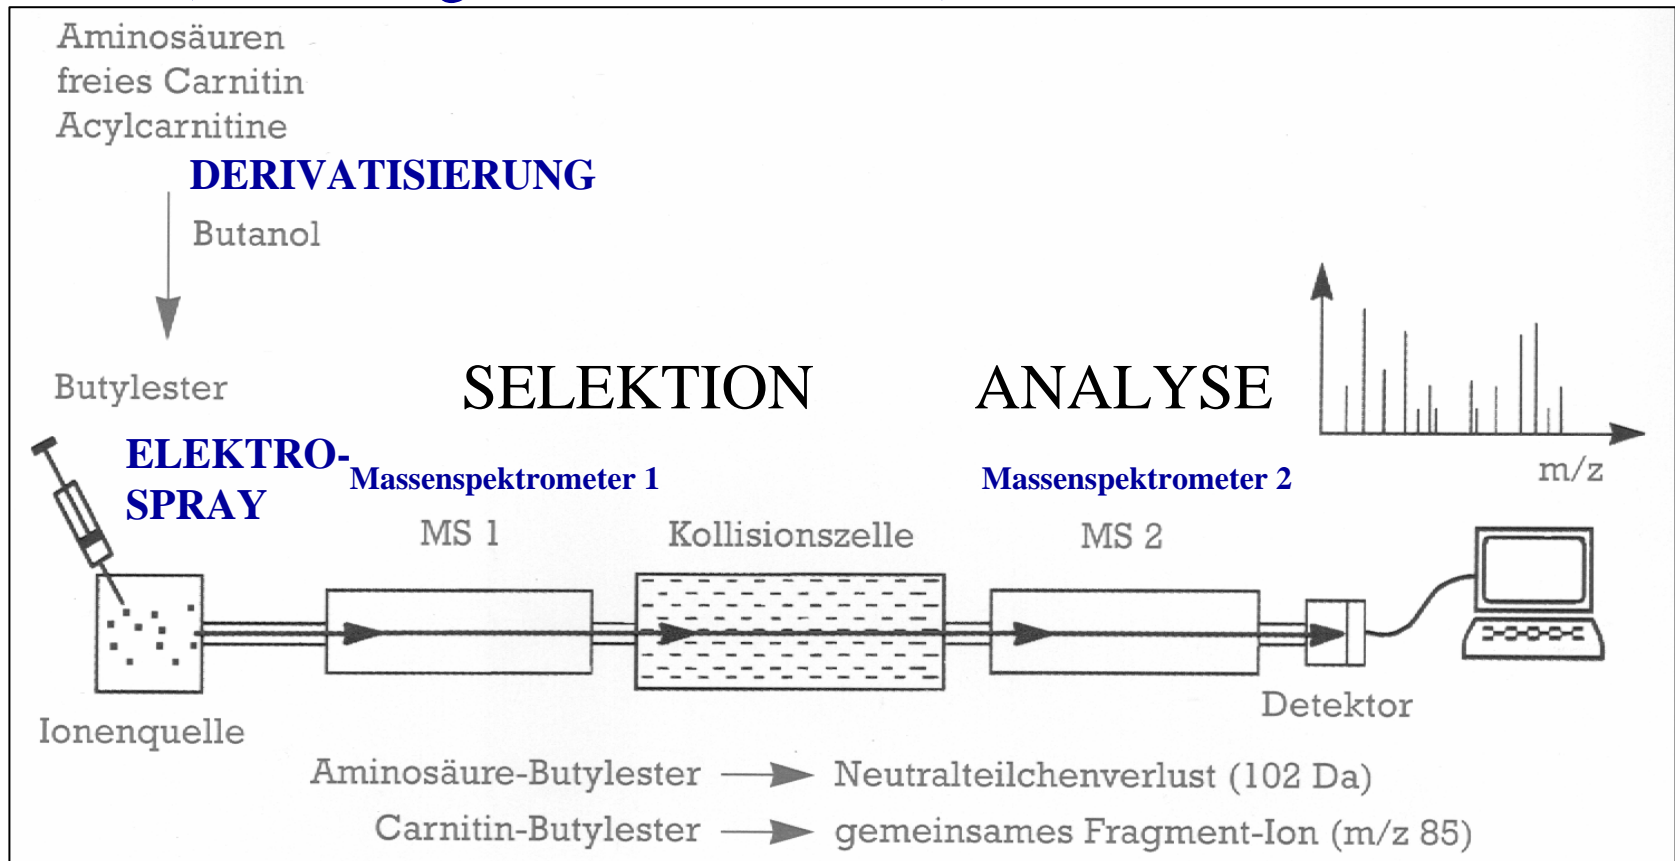 Aminosäuren
freies Carnitin
Acylcarnitine
DERIVATISIERUNG
Butanol
Butylester
SELEKTION
ANALYSE
m/z
ELEKTRO-
SPRAY
Massenspektrometer 1
Massenspektrometer 2
MS 1
Kollisionszelle
MS 2
Ionenquelle
Detektor
Aminosäure-Butylester Neutralteilchenverlust (102 Da)
Carnitin-Butylester gemeinsames Fragment-Ion (m/z 85)